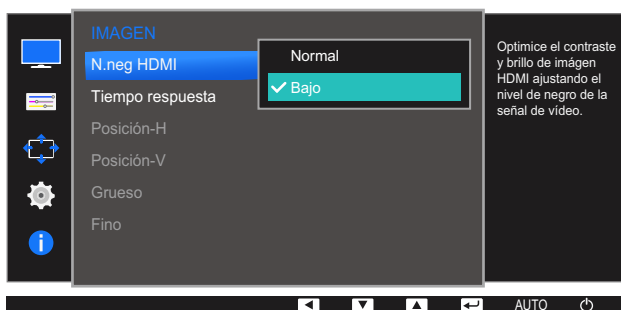 IMAGEN
N.neg HDMI
Normal
Bajo
Tiempo respuesta
Posición-H
Posición-V
Grueso
Fino
Optimice el contraste
y brillo de imágen
HDMI ajustando el
nivel de negro de la
señal de vídeo.
AUTO